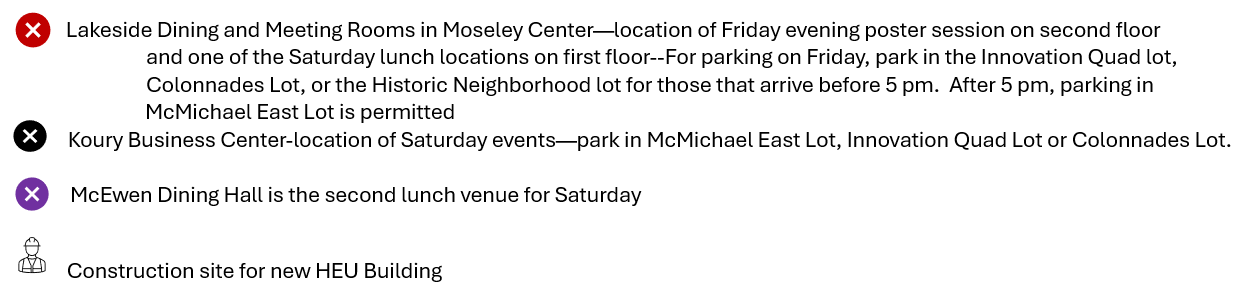 Lakeside Dining and Meeting Rooms in Moseley Center—location of Friday evening poster session on second floor
and one of the Saturday lunch locations on first floor--For parking on Friday, park in the Innovation Quad lot,
Colonnades Lot, or the Historic Neighborhood lot for those that arrive before 5 pm.  After 5 pm, parking in
McMichael East Lot is permitted
Koury Business Center-location of Saturday events—park in McMichael East Lot, Innovation Quad Lot or Colonnades Lot.
McEwen Dining Hall is the second lunch venue for Saturday
Construction site for new HEU Building